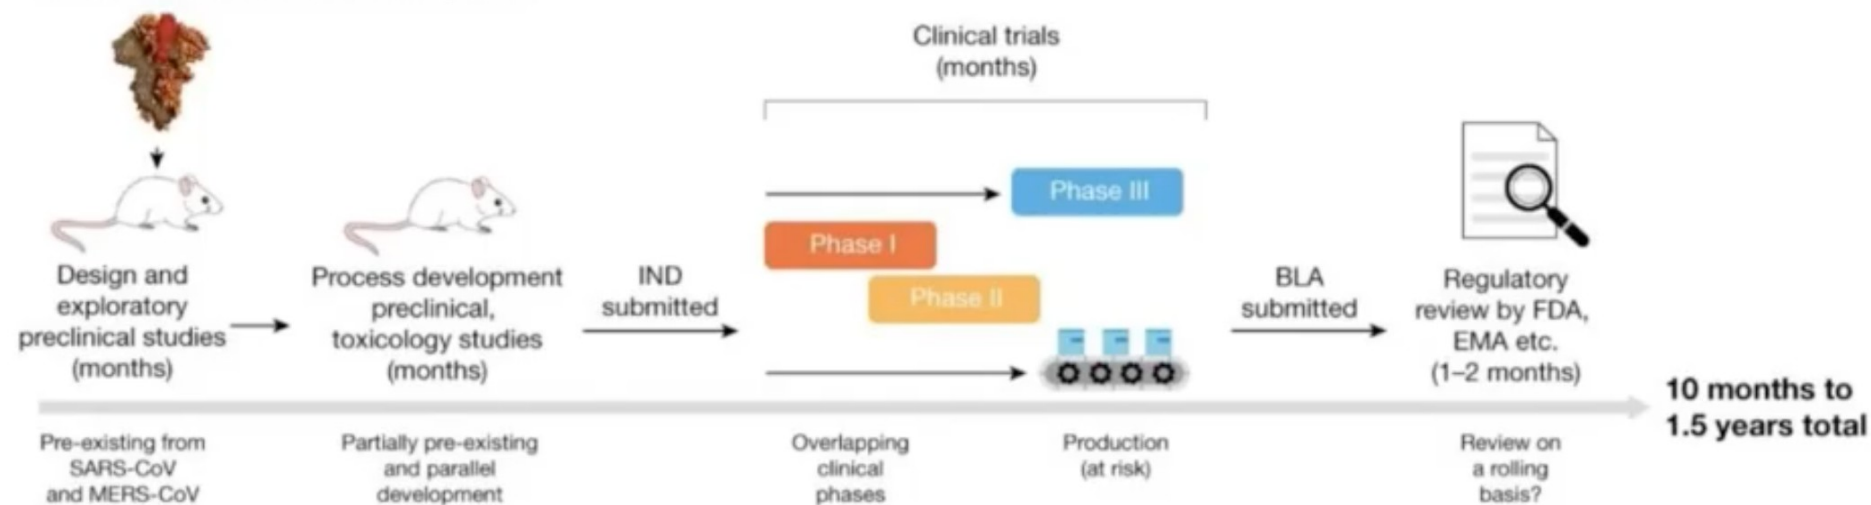 Clinical trials
(months)
Phase III
Phase I
Phase II
Design and
exploratory
preclinical studies
(months)
Process development
preclinical,
toxicology studies
(months)
IND
submitted
BLA
submitted
Regulatory
review by FDA,
EMA etc.
(1–2 months)
10 months to
1.5 years total
Pre-existing from
SARS-CoV
and MERS-CoV
Partially pre-existing
and parallel
development
Overlapping
clinical
phases
Production
(at risk)
Review on
a rolling
basis?